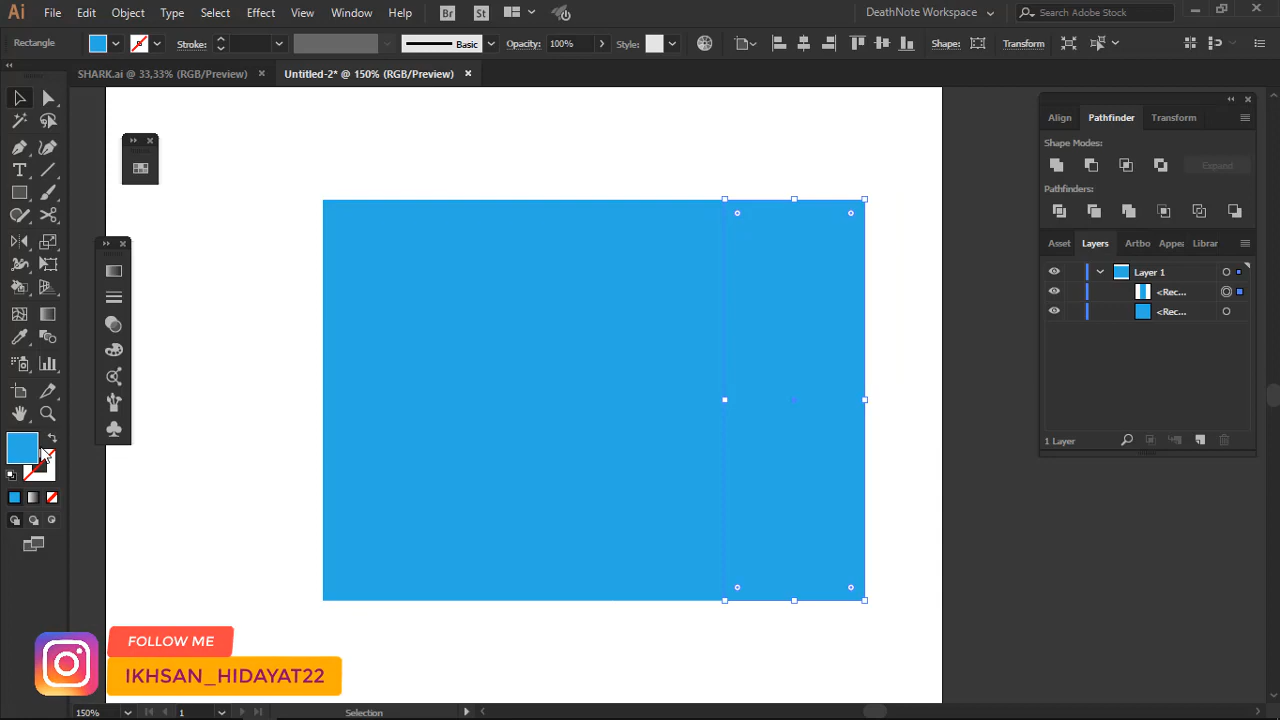 Ai File Edit Object Type Select Effect View Window Help Br St DeathNote Workspace Search Adobe Stock
Rectangle Stroke: Basic Opacity: 100% Style: Shape: Transform
SHARK.ai @ 33,33% (RGB/Preview) Untitled-2* @ 150% (RGB/Preview)
Align Pathfinder Transform
Shape Modes:
Expand
Pathfinders:
Asset Layers Artbo Appea Librar
Layer 1
<Rec...
<Rec...
1 Layer
FOLLOW ME
IKHSAN_HIDAYAT22
150% 1 Selection